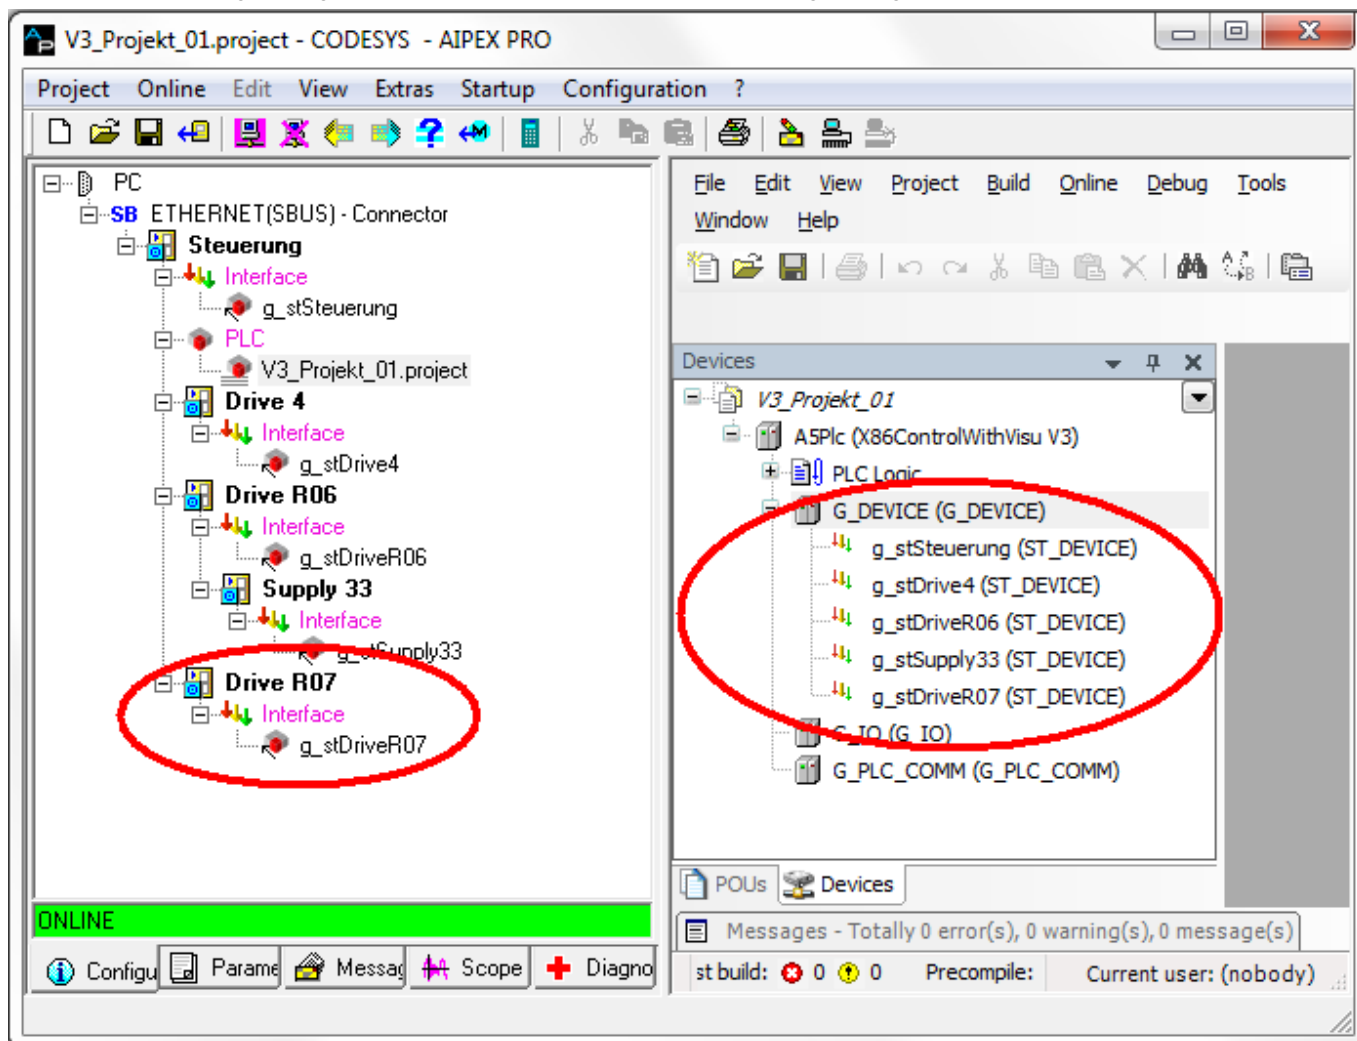 V3_Projekt_01.project - CODESYS - AIPEX PRO
Project Online Edit View Extras Startup Configuration ?
PC
SB ETHERNET(SBUS) - Connector
Steuerung
Interface
g_stSteuerung
PLC
V3_Projekt_01.project
Drive 4
Interface
g_stDrive4
Drive R06
Interface
g_stDriveR06
Supply 33
Interface
g_stSupply33
Drive R07
Interface
g_stDriveR07
ONLINE
Configu Parame Messag Scope Diagno
File Edit View Project Build Online Debug Tools
Window Help
Devices
V3_Projekt_01
A5Plc (X86ControlWithVisu V3)
PLC Logic
G_DEVICE (G_DEVICE)
g_stSteuerung (ST_DEVICE)
g_stDrive4 (ST_DEVICE)
g_stDriveR06 (ST_DEVICE)
g_stSupply33 (ST_DEVICE)
g_stDriveR07 (ST_DEVICE)
G_IO (G_IO)
G_PLC_COMM (G_PLC_COMM)
POUs Devices
Messages - Totally 0 error(s), 0 warning(s), 0 message(s)
st build: 0 0 Precompile: Current user: (nobody)